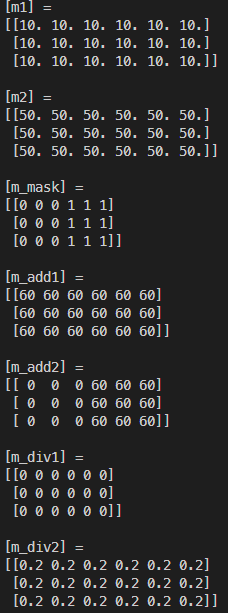 [m1] =
[[10. 10. 10. 10. 10. 10.]
 [10. 10. 10. 10. 10. 10.]
 [10. 10. 10. 10. 10. 10.]]
[m2] =
[[50. 50. 50. 50. 50. 50.]
 [50. 50. 50. 50. 50. 50.]
 [50. 50. 50. 50. 50. 50.]]
[m_mask] =
[[0 0 0 1 1 1]
 [0 0 0 1 1 1]
 [0 0 0 1 1 1]]
[m_add1] =
[[60 60 60 60 60 60]
 [60 60 60 60 60 60]
 [60 60 60 60 60 60]]
[m_add2] =
[[ 0  0  0 60 60 60]
 [ 0  0  0 60 60 60]
 [ 0  0  0 60 60 60]]
[m_div1] =
[[0 0 0 0 0 0]
 [0 0 0 0 0 0]
 [0 0 0 0 0 0]]
[m_div2] =
[[0.2 0.2 0.2 0.2 0.2 0.2]
 [0.2 0.2 0.2 0.2 0.2 0.2]
 [0.2 0.2 0.2 0.2 0.2 0.2]]